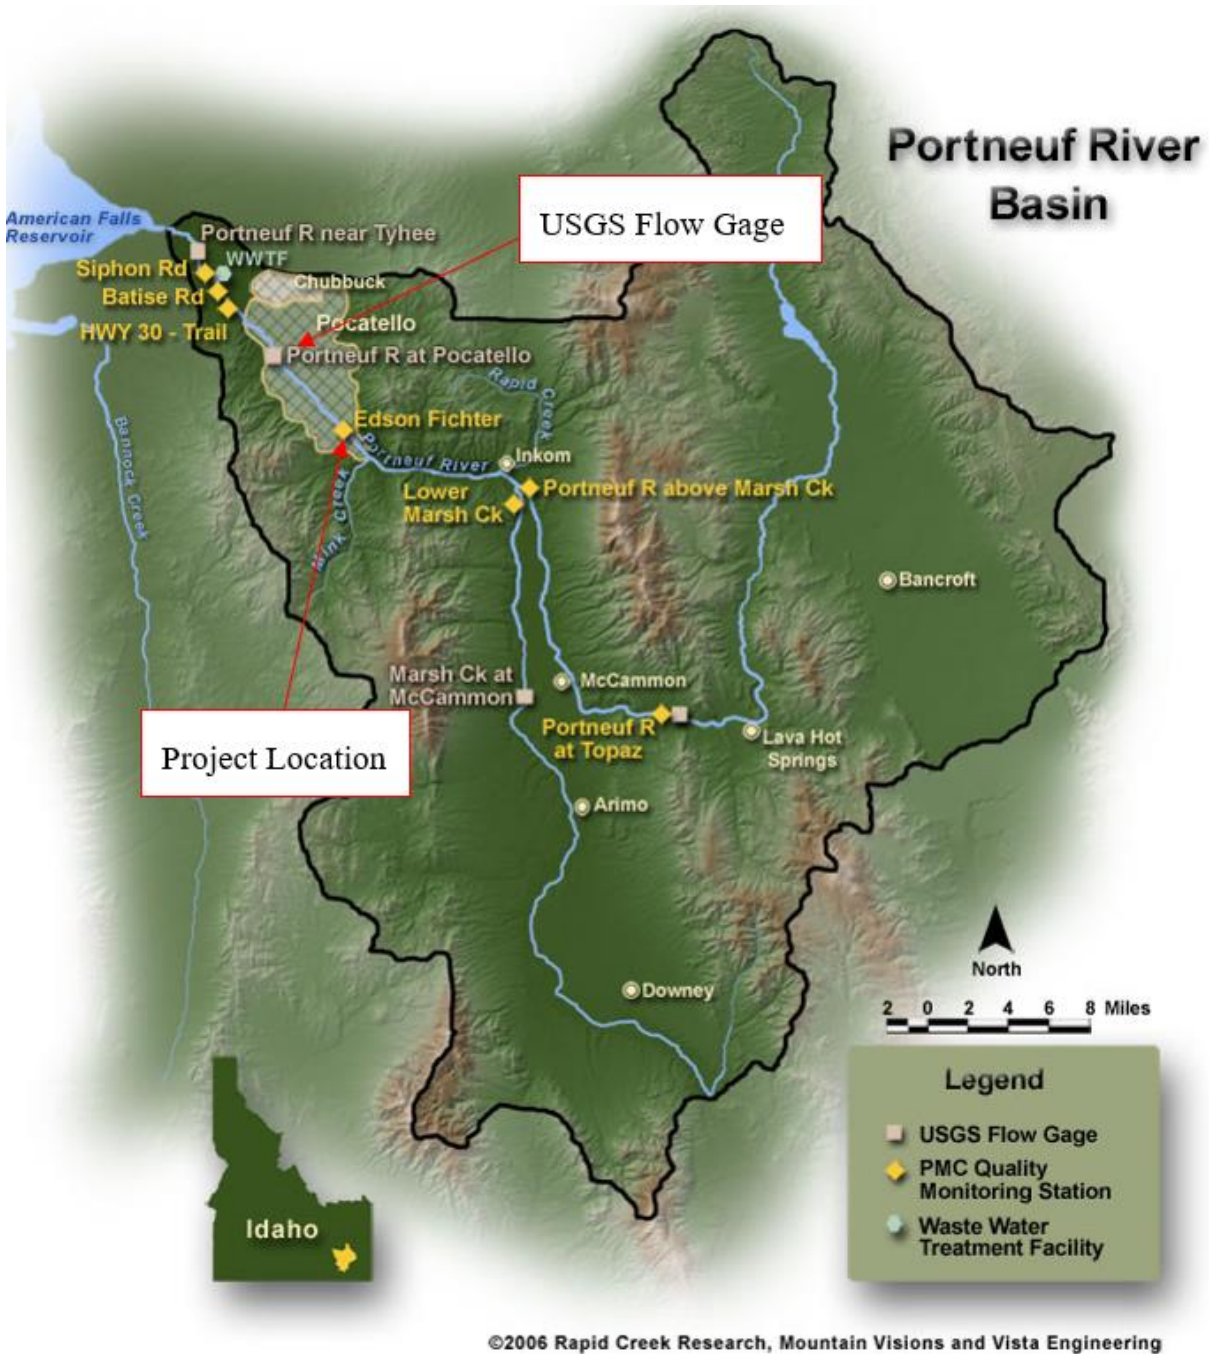 Portneuf River
Basin
USGS Flow Gage
American Falls
Reservoir
Portneuf R near Tyhee
WWTF
Siphon Rd
Batise Rd
HWY 30 - Trail
Chubbuck
Pocatello
Portneuf R at Pocatello
Rapid Creek
Edson Fichter
Portneuf River
Inkom
Bannock Creek
Mink Creek
Lower
Marsh Ck
Portneuf R above Marsh Ck
Bancroft
Marsh Ck at
McCammon
McCammon
Project Location
Portneuf R
at Topaz
Lava Hot
Springs
Arimo
Downey
North
2 0 2 4 6 8 Miles
Legend
USGS Flow Gage
PMC Quality
Monitoring Station
Waste Water
Treatment Facility
Idaho
©2006 Rapid Creek Research, Mountain Visions and Vista Engineering